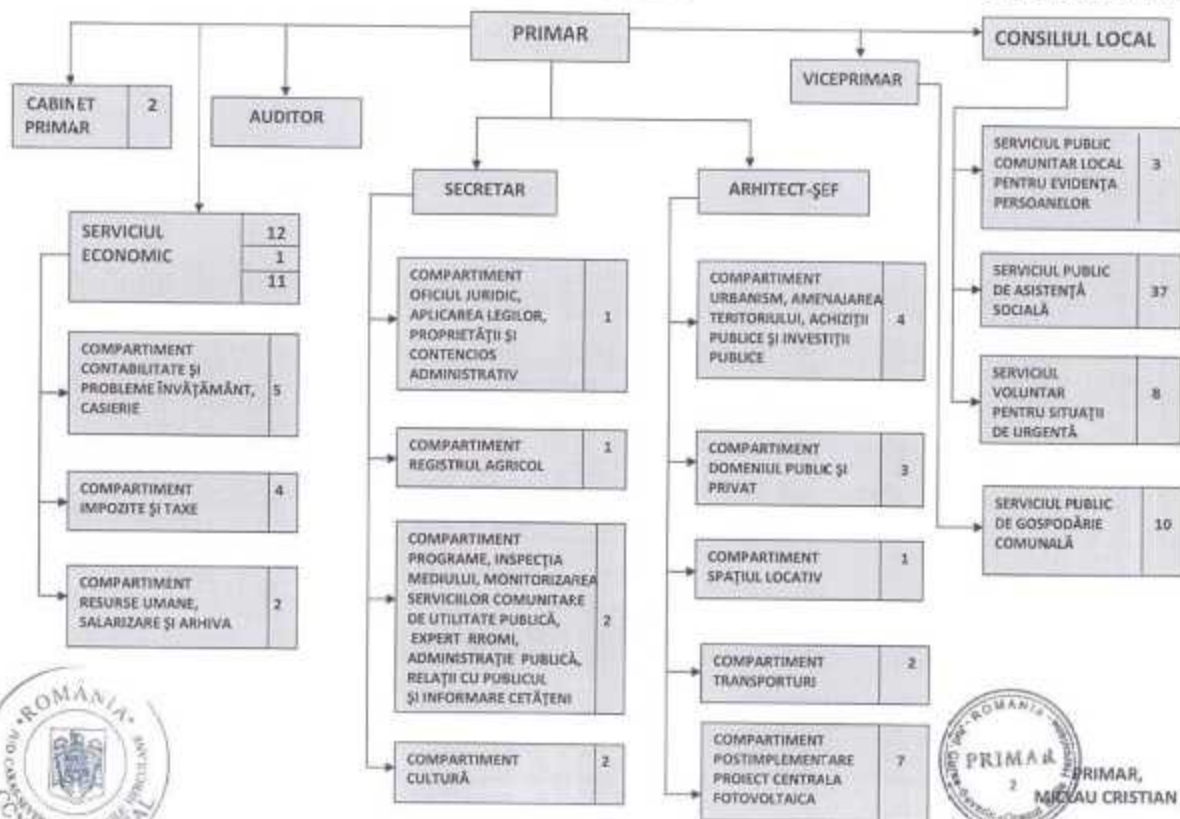 PRIMAR
CONSILIUL LOCAL
VICEPRIMAR
CABINET
PRIMAR
2
AUDITOR
SECRETAR
ARHITECT-ŞEF
SERVICIUL
ECONOMIC
12
1
11
COMPARTIMENT
CONTABILITATE ŞI
PROBLEME ÎNVĂŢĂMÂNT,
CASIERIE
5
COMPARTIMENT
IMPOZITE ŞI TAXE
4
COMPARTIMENT
RESURSE UMANE,
SALARIZARE ŞI ARHIVA
2
COMPARTIMENT
OFICIUL JURIDIC,
APLICAREA LEGILOR,
PROPRIETĂŢII ŞI
CONTENCIOS
ADMINISTRATIV
1
COMPARTIMENT
REGISTRUL AGRICOL
1
COMPARTIMENT
PROGRAME, INSPECŢIA
MEDIULUI, MONITORIZAREA
SERVICIILOR COMUNITARE
DE UTILITATE PUBLICĂ,
EXPERT RROMI,
ADMINISTRAŢIE PUBLICĂ,
RELAŢII CU PUBLICUL
ŞI INFORMARE CETĂŢENI
2
COMPARTIMENT
CULTURĂ
2
COMPARTIMENT
URBANISM, AMENAJAREA
TERITORIULUI, ACHIZIŢII
PUBLICE ŞI INVESTIŢII
PUBLICE
4
COMPARTIMENT
DOMENIUL PUBLIC ŞI
PRIVAT
3
COMPARTIMENT
SPAŢIUL LOCATIV
1
COMPARTIMENT
TRANSPORTURI
2
COMPARTIMENT
POSTIMPLEMENTARE
PROIECT CENTRALA
FOTOVOLTAICA
7
SERVICIUL PUBLIC
COMUNITAR LOCAL
PENTRU EVIDENŢA
PERSOANELOR
3
SERVICIUL PUBLIC
DE ASISTENŢĂ
SOCIALĂ
37
SERVICIUL
VOLUNTAR
PENTRU SITUAŢII
DE URGENTĂ
8
SERVICIUL PUBLIC
DE GOSPODĂRIE
COMUNALĂ
10
ROMÂNIA
ROMANIA
PRIMAR
2
PRIMAR,
MICLAU CRISTIAN